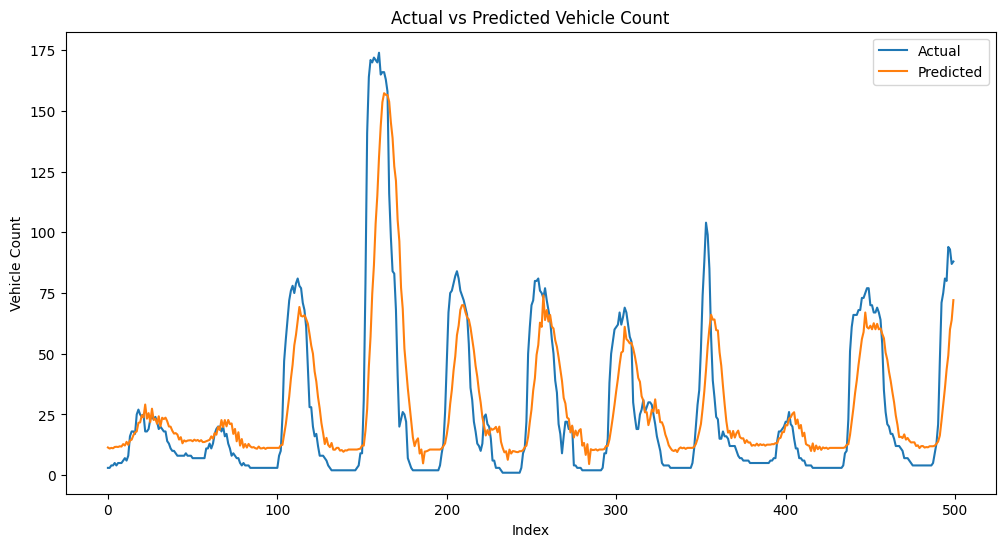 Actual vs Predicted Vehicle Count
Actual
Predicted
175
150
125
100
75
50
25
0
Vehicle Count
0 100 200 300 400 500
Index